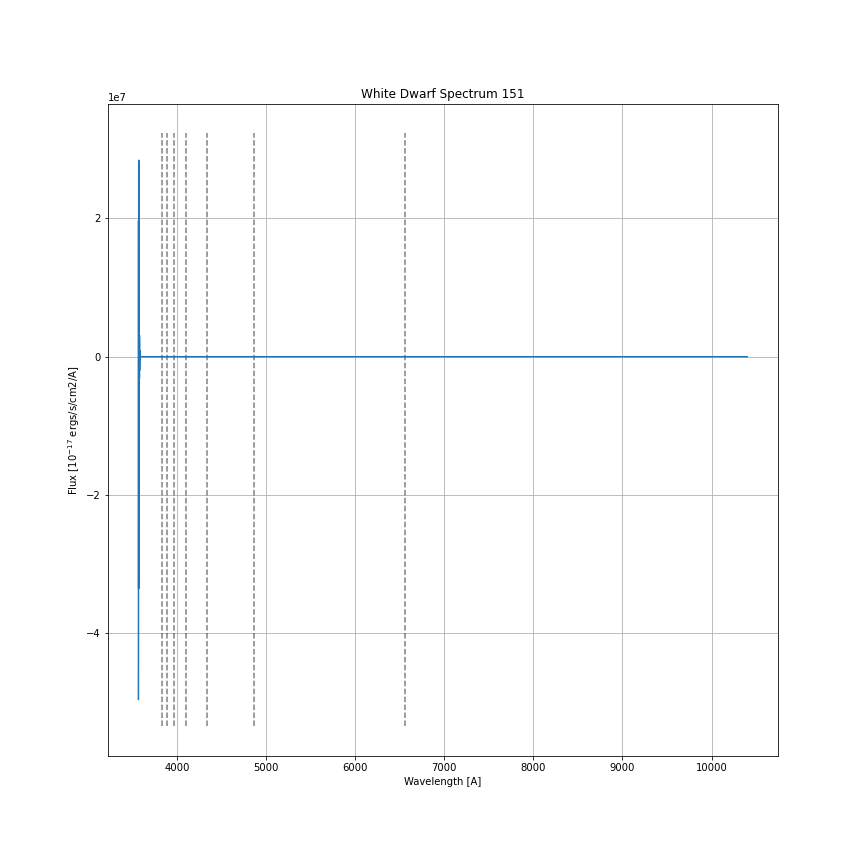 White Dwarf Spectrum 151
1e7
2
0
−2
−4
Flux [10⁻¹⁷ ergs/s/cm2/A]
4000 5000 6000 7000 8000 9000 10000
Wavelength [A]